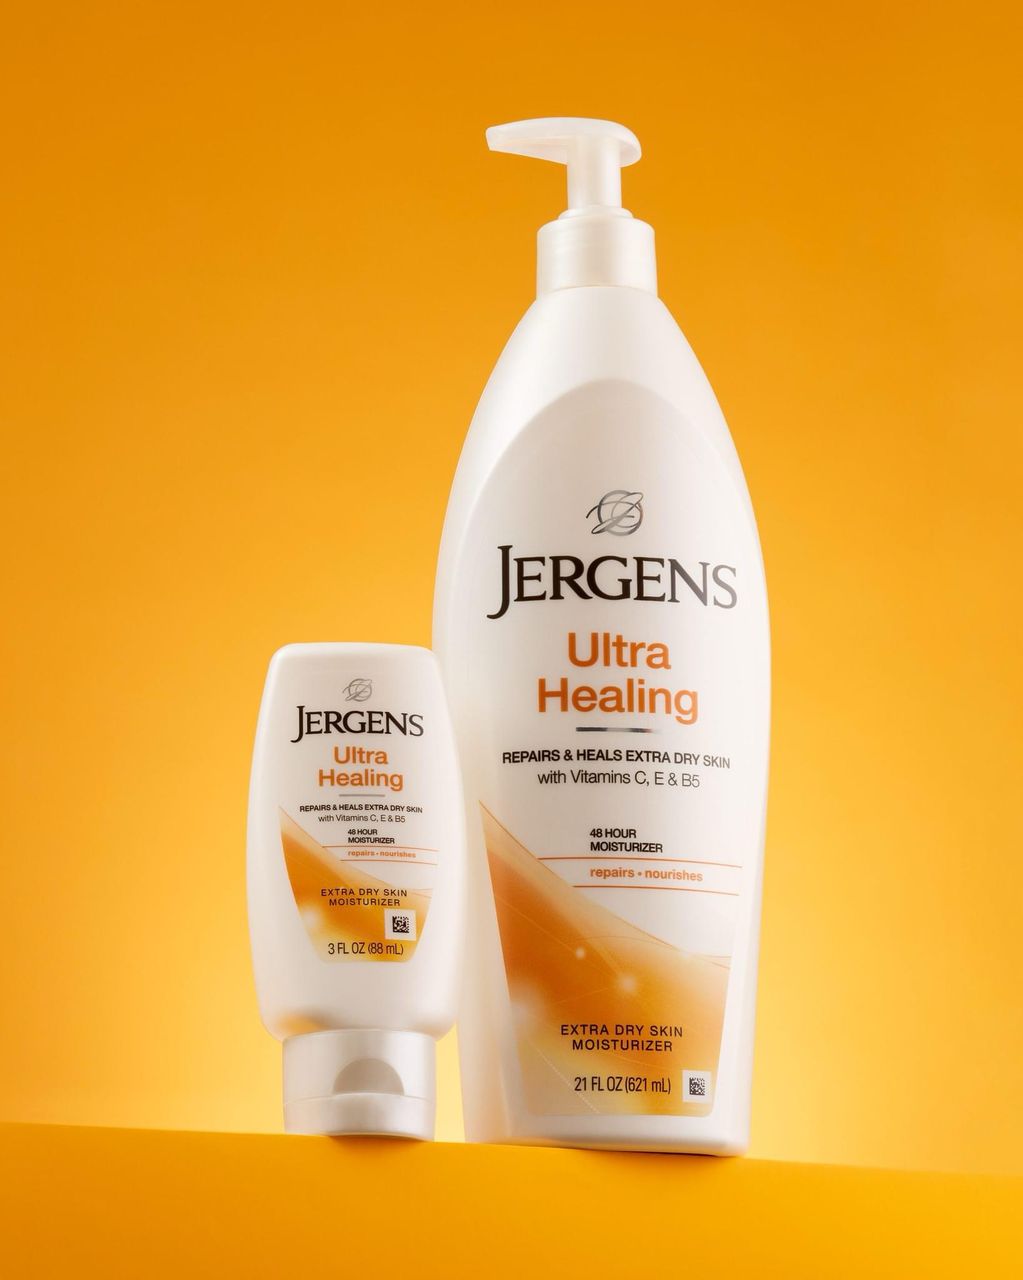 JERGENS
Ultra
Healing
REPAIRS & HEALS EXTRA DRY SKIN
with Vitamins C, E & B5
48 HOUR
MOISTURIZER
repairs • nourishes
EXTRA DRY SKIN
MOISTURIZER
3 FL OZ (88 mL)
JERGENS
Ultra
Healing
REPAIRS & HEALS EXTRA DRY SKIN
with Vitamins C, E & B5
48 HOUR
MOISTURIZER
repairs • nourishes
EXTRA DRY SKIN
MOISTURIZER
21 FL OZ (621 mL)